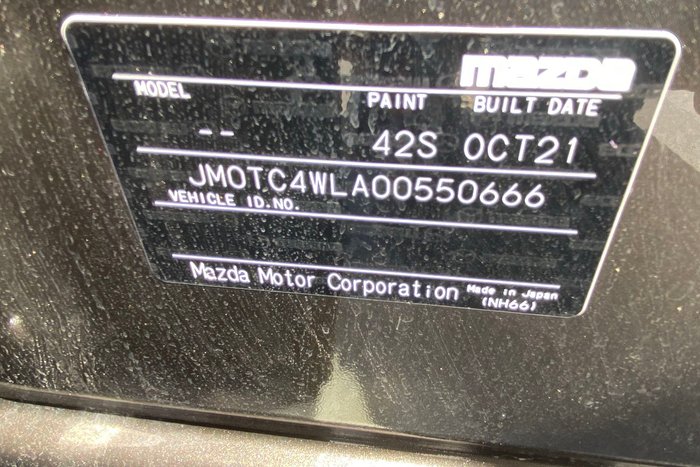 mazda
MODEL PAINT BUILT DATE
-- 42S OCT21
JM0TC4WLA00550666
VEHICLE ID.NO.
Mazda Motor Corporation Made in Japan
(NH66)